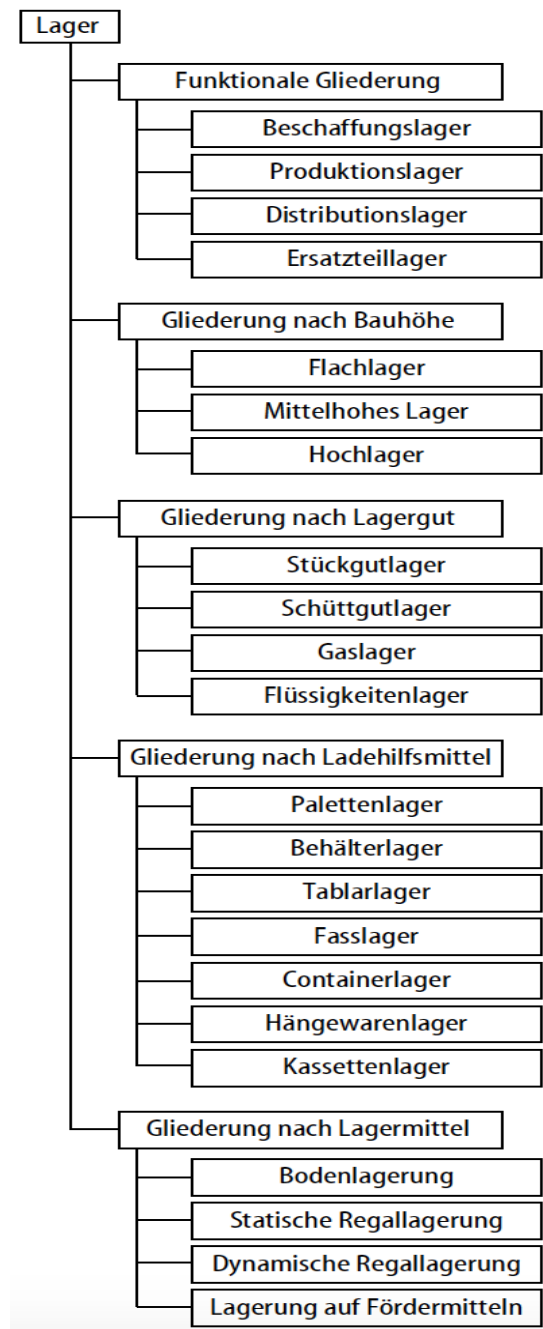 Lager
Funktionale Gliederung
Beschaffungslager
Produktionslager
Distributionslager
Ersatzteillager
Gliederung nach Bauhöhe
Flachlager
Mittelhohes Lager
Hochlager
Gliederung nach Lagergut
Stückgutlager
Schüttgutlager
Gaslager
Flüssigkeitenlager
Gliederung nach Ladehilfsmittel
Palettenlager
Behälterlager
Tablarlager
Fasslager
Containerlager
Hängewarenlager
Kassettenlager
Gliederung nach Lagermittel
Bodenlagerung
Statische Regallagerung
Dynamische Regallagerung
Lagerung auf Fördermitteln